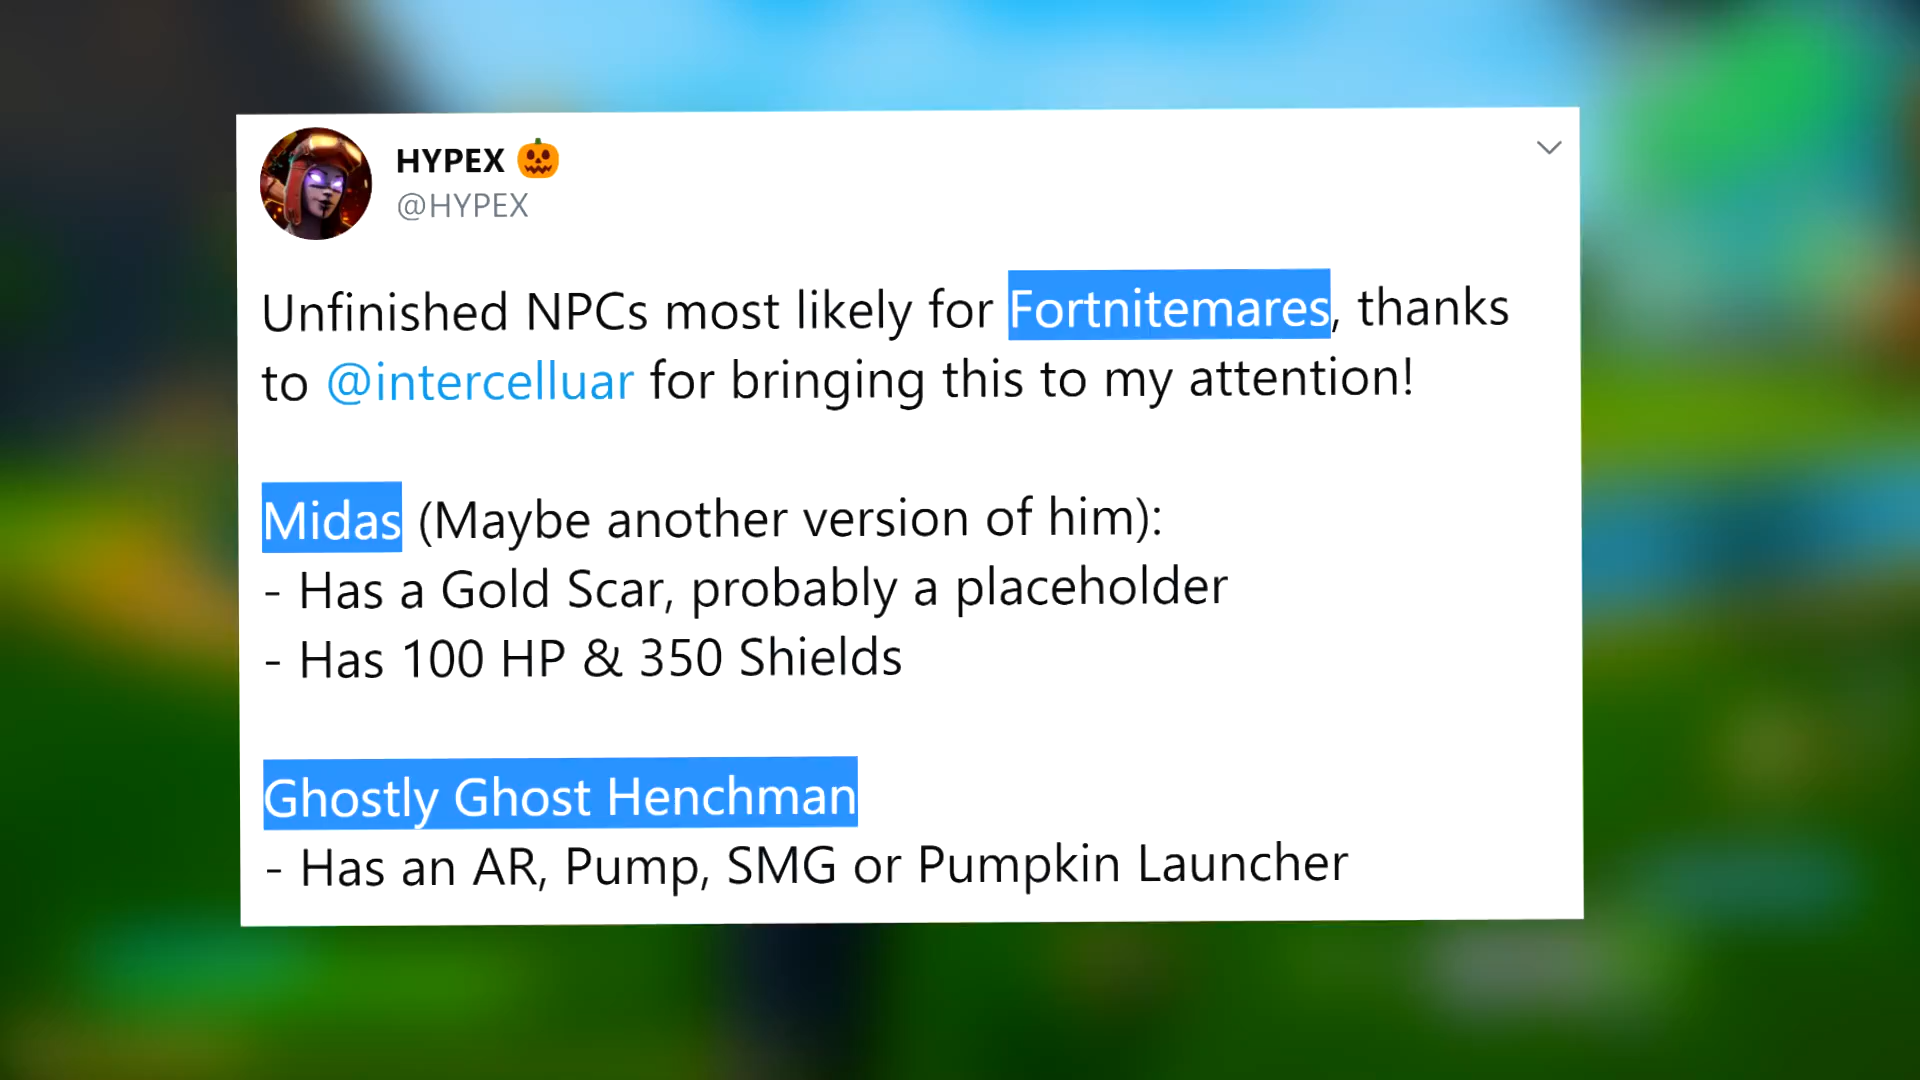 HYPEX 🎃
@HYPEX
Unfinished NPCs most likely for Fortnitemares, thanks
to @intercelluar for bringing this to my attention!
Midas (Maybe another version of him):
- Has a Gold Scar, probably a placeholder
- Has 100 HP & 350 Shields
Ghostly Ghost Henchman
- Has an AR, Pump, SMG or Pumpkin Launcher